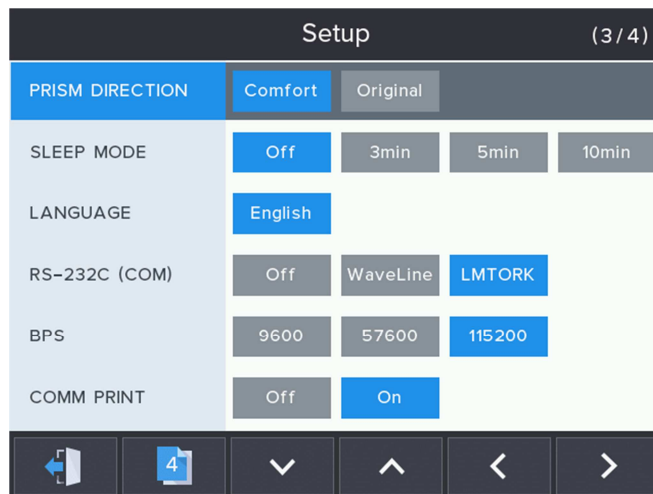 Setup (3/4)
PRISM DIRECTION Comfort Original
SLEEP MODE Off 3min 5min 10min
LANGUAGE English
RS-232C (COM) Off WaveLine LMTORK
BPS 9600 57600 115200
COMM PRINT Off On
4